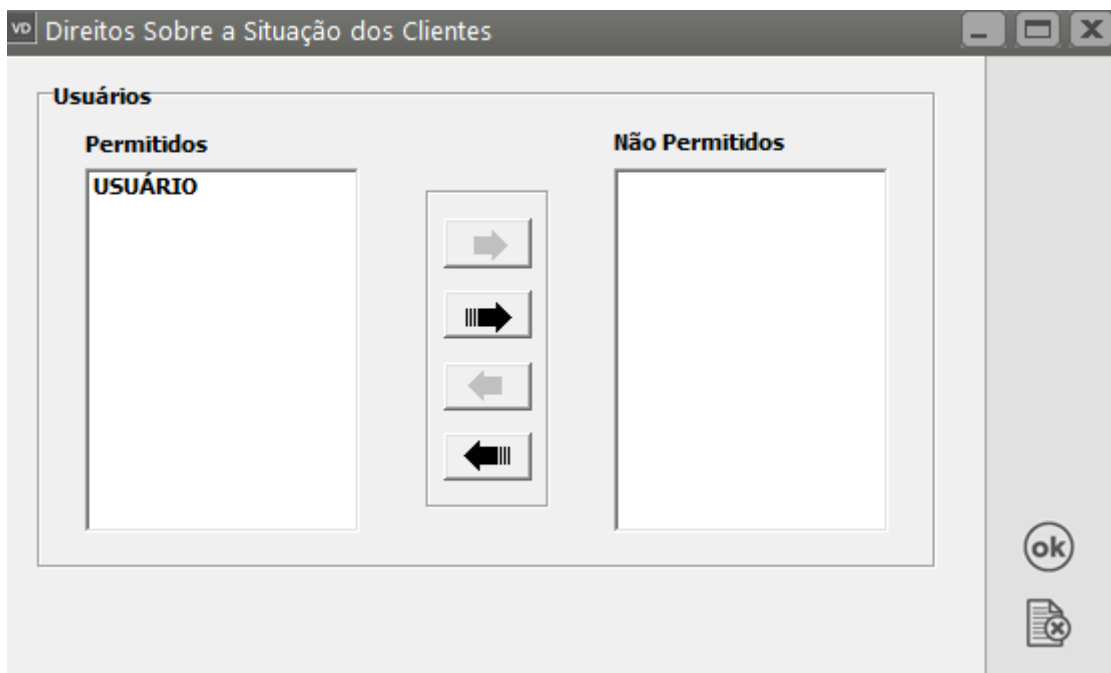 VD Direitos Sobre a Situação dos Clientes
Usuários
Permitidos
Não Permitidos
USUÁRIO
ok